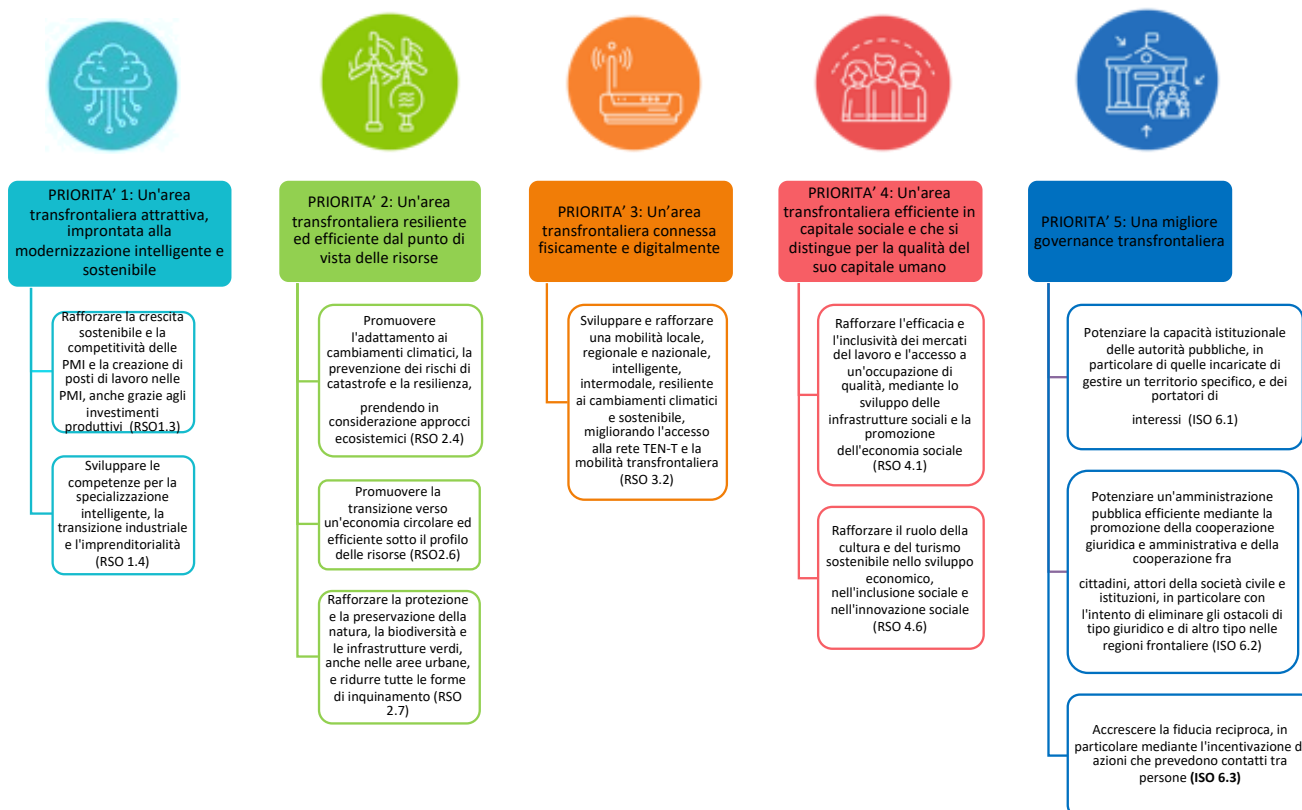 PRIORITA’ 1: Un'area
transfrontaliera attrattiva,
improntata alla
modernizzazione intelligente e
sostenibile
Rafforzare la crescita
sostenibile e la
competitività delle
PMI e la creazione di
posti di lavoro nelle
PMI, anche grazie agli
investimenti
produttivi (RSO1.3)
Sviluppare le
competenze per la
specializzazione
intelligente, la
transizione industriale
e l'imprenditorialità
(RSO 1.4)
PRIORITA’ 2: Un'area
transfrontaliera resiliente
ed efficiente dal punto di
vista delle risorse
Promuovere
l'adattamento ai
cambiamenti climatici, la
prevenzione dei rischi di
catastrofe e la resilienza,
prendendo in
considerazione approcci
ecosistemici (RSO 2.4)
Promuovere la
transizione verso
un'economia circolare ed
efficiente sotto il profilo
delle risorse (RSO2.6)
Rafforzare la protezione
e la preservazione della
natura, la biodiversità e
le infrastrutture verdi,
anche nelle aree urbane,
e ridurre tutte le forme
di inquinamento (RSO
2.7)
PRIORITA’ 3: Un’area
transfrontaliera connessa
fisicamente e digitalmente
Sviluppare e rafforzare
una mobilità locale,
regionale e nazionale,
intelligente,
intermodale, resiliente
ai cambiamenti climatici
e sostenibile,
migliorando l'accesso
alla rete TEN-T e la
mobilità transfrontaliera
(RSO 3.2)
PRIORITA’ 4: Un'area
transfrontaliera efficiente in
capitale sociale e che si
distingue per la qualità del
suo capitale umano
Rafforzare l'efficacia e
l'inclusività dei mercati
del lavoro e l'accesso a
un'occupazione di
qualità, mediante lo
sviluppo delle
infrastrutture sociali e la
promozione
dell'economia sociale
(RSO 4.1)
Rafforzare il ruolo della
cultura e del turismo
sostenibile nello sviluppo
economico,
nell'inclusione sociale e
nell'innovazione sociale
(RSO 4.6)
PRIORITA’ 5: Una migliore
governance transfrontaliera
Potenziare la capacità istituzionale
delle autorità pubbliche, in
particolare di quelle incaricate di
gestire un territorio specifico, e dei
portatori di
interessi (ISO 6.1)
Potenziare un'amministrazione
pubblica efficiente mediante la
promozione della cooperazione
giuridica e amministrativa e della
cooperazione fra
cittadini, attori della società civile e
istituzioni, in particolare con
l'intento di eliminare gli ostacoli di
tipo giuridico e di altro tipo nelle
regioni frontaliere (ISO 6.2)
Accrescere la fiducia reciproca, in
particolare mediante l'incentivazione d
azioni che prevedono contatti tra
persone (ISO 6.3)